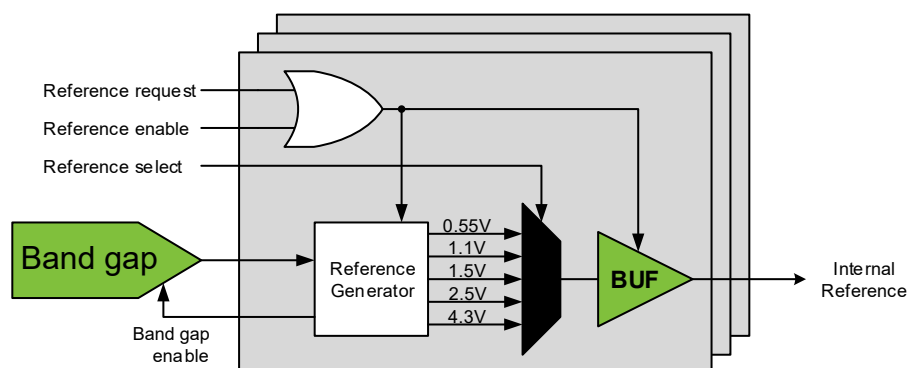 Reference request
Reference enable
Reference select
Band gap
Reference
Generator
0.55V
1.1V
1.5V
2.5V
4.3V
BUF
Internal
Reference
Band gap
enable